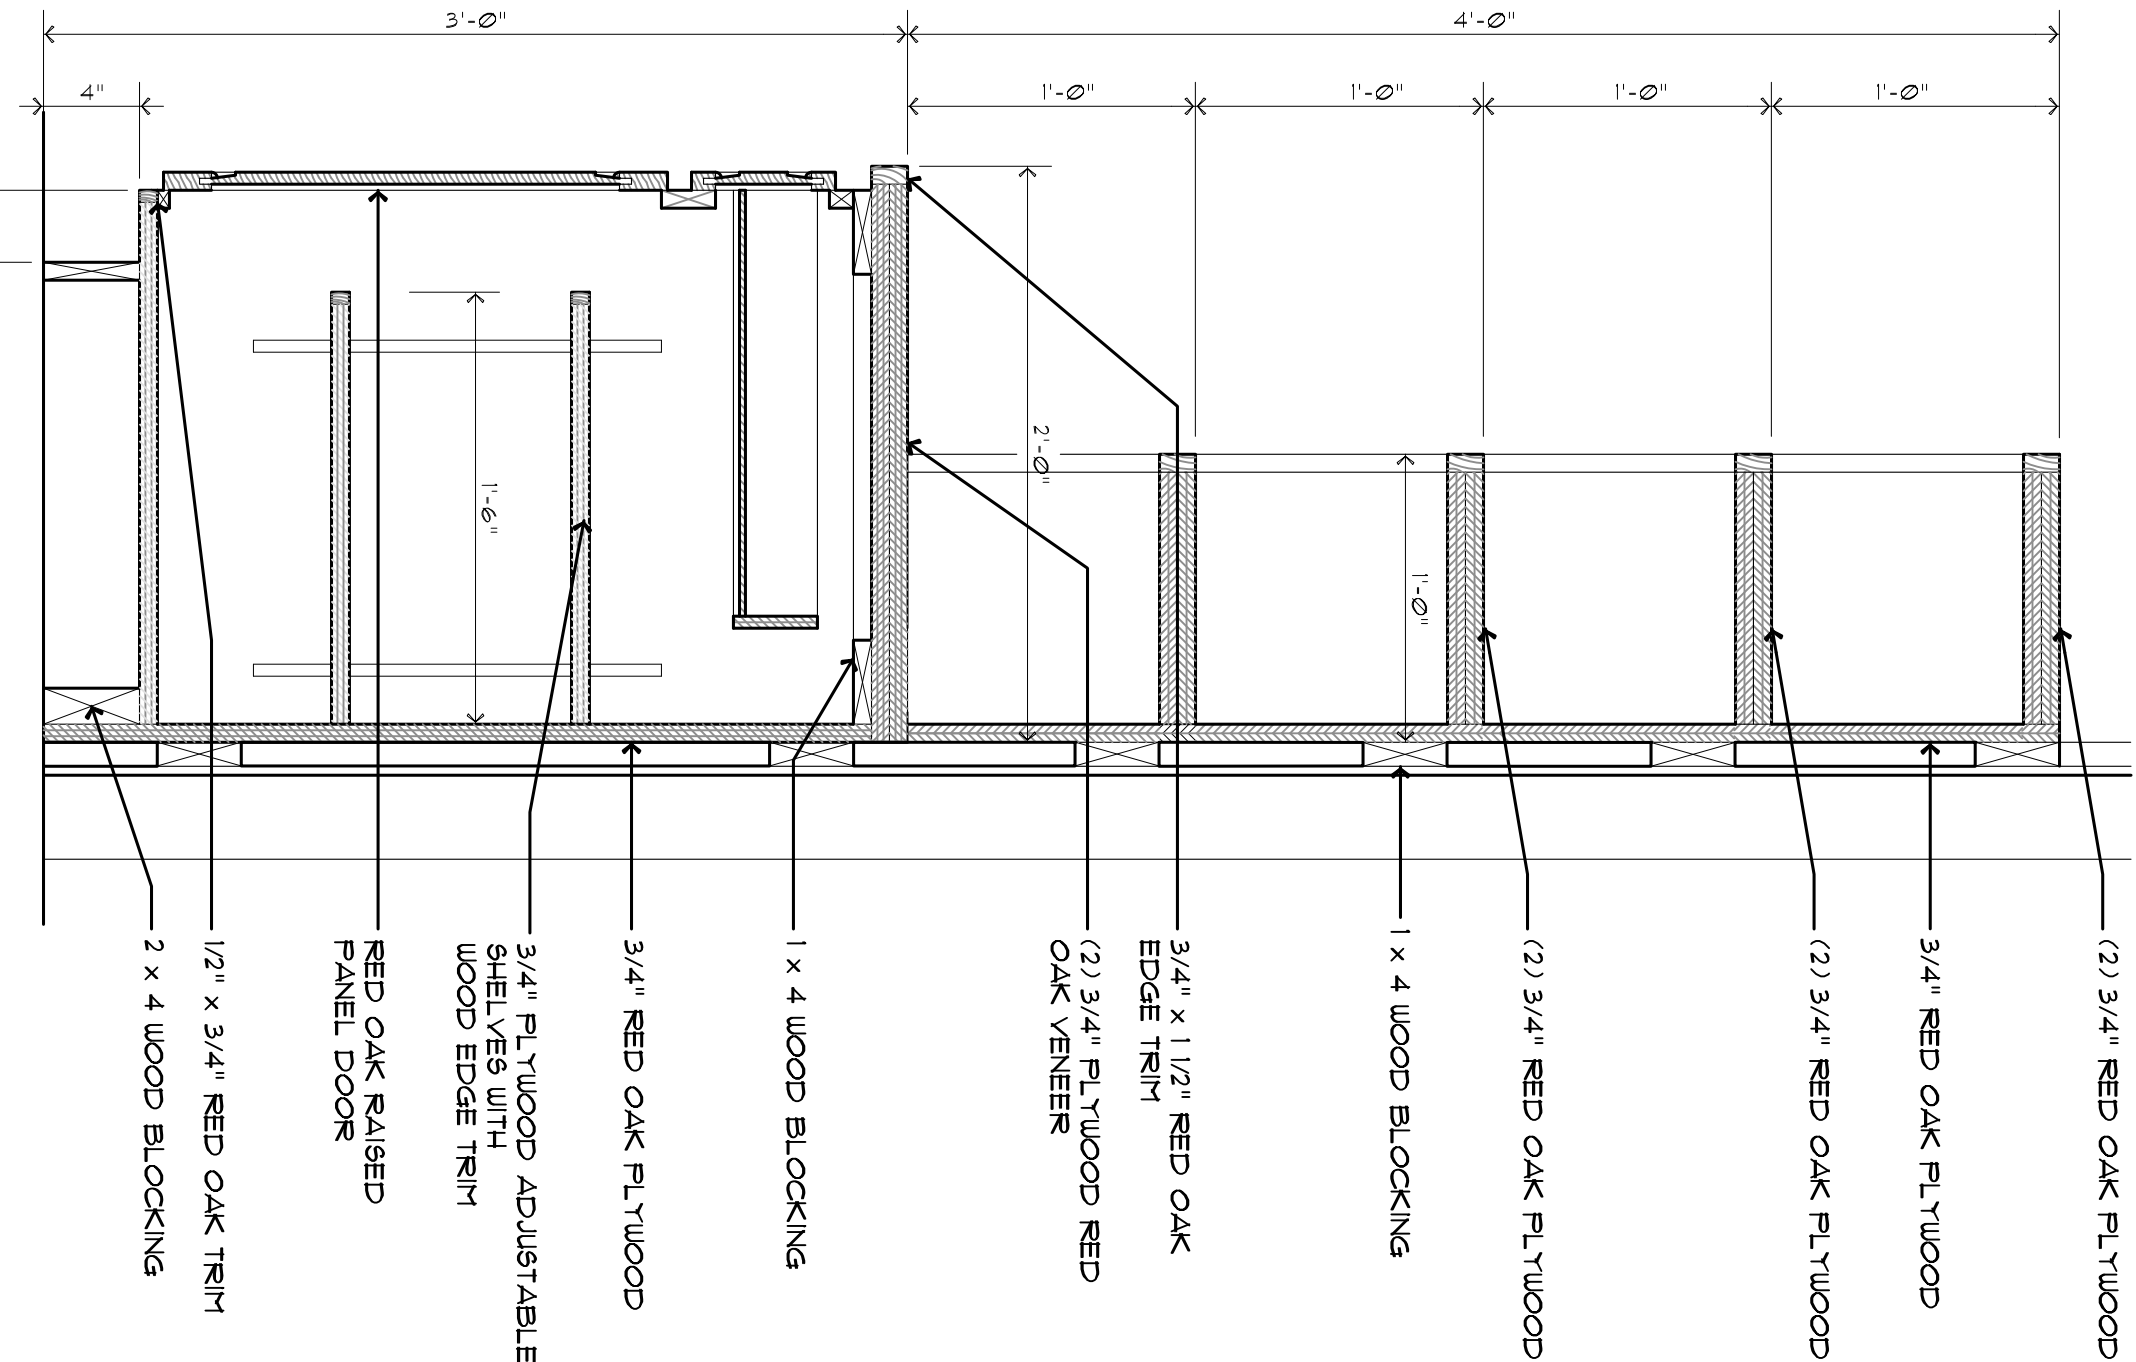 (2) 3/4" RED OAK PLYWOOD
3/4" RED OAK PLYWOOD
(2) 3/4" RED OAK PLYWOOD
(2) 3/4" RED OAK PLYWOOD
1 x 4 WOOD BLOCKING
3/4" x 1 1/2" RED OAK
EDGE TRIM
(2) 3/4" PLYWOOD RED
OAK VENEER
1 x 4 WOOD BLOCKING
3/4" RED OAK PLYWOOD
3/4" PLYWOOD ADJUSTABLE
SHELVES WITH
WOOD EDGE TRIM
RED OAK RAISED
PANEL DOOR
1/2" x 3/4" RED OAK TRIM
2 x 4 WOOD BLOCKING
3'-0"
4'-0"
4"
1'-0"
1'-0"
1'-0"
1'-0"
2'-0"
1'-0"
1'-6"